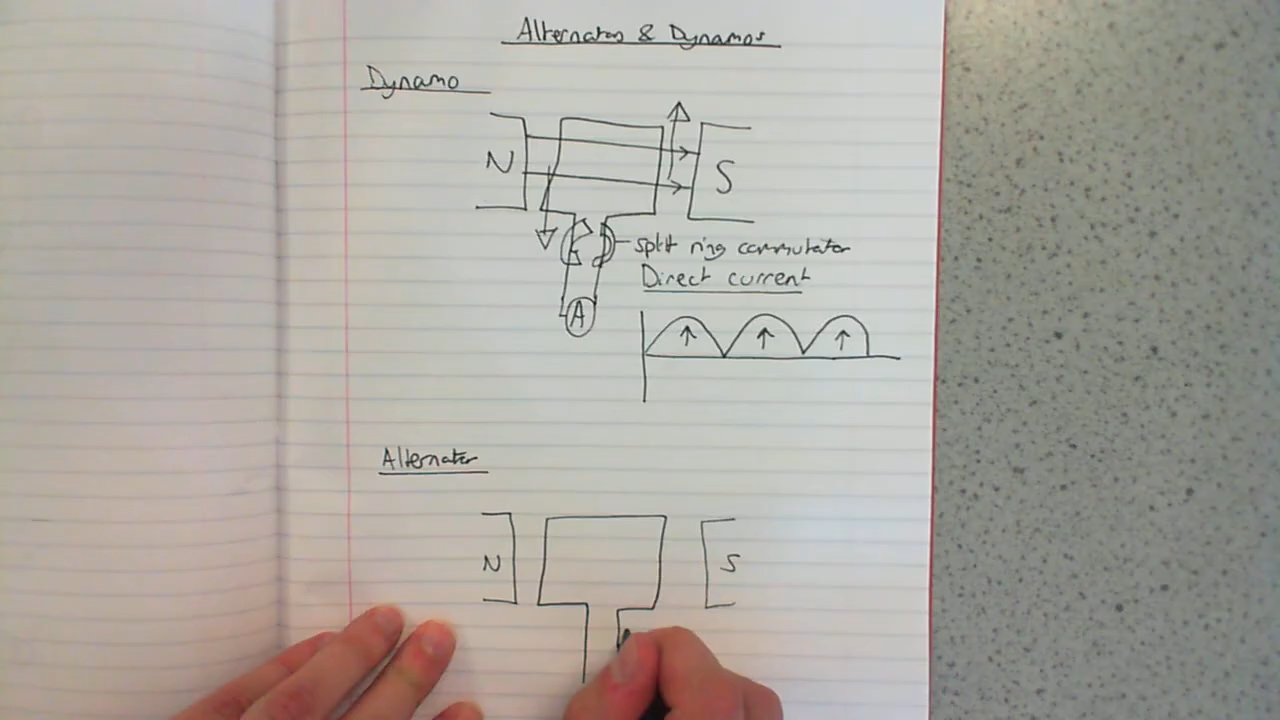 Alternators & Dynamos
Dynamo
N
S
split ring commutator
Direct current
A
Alternator
N
S